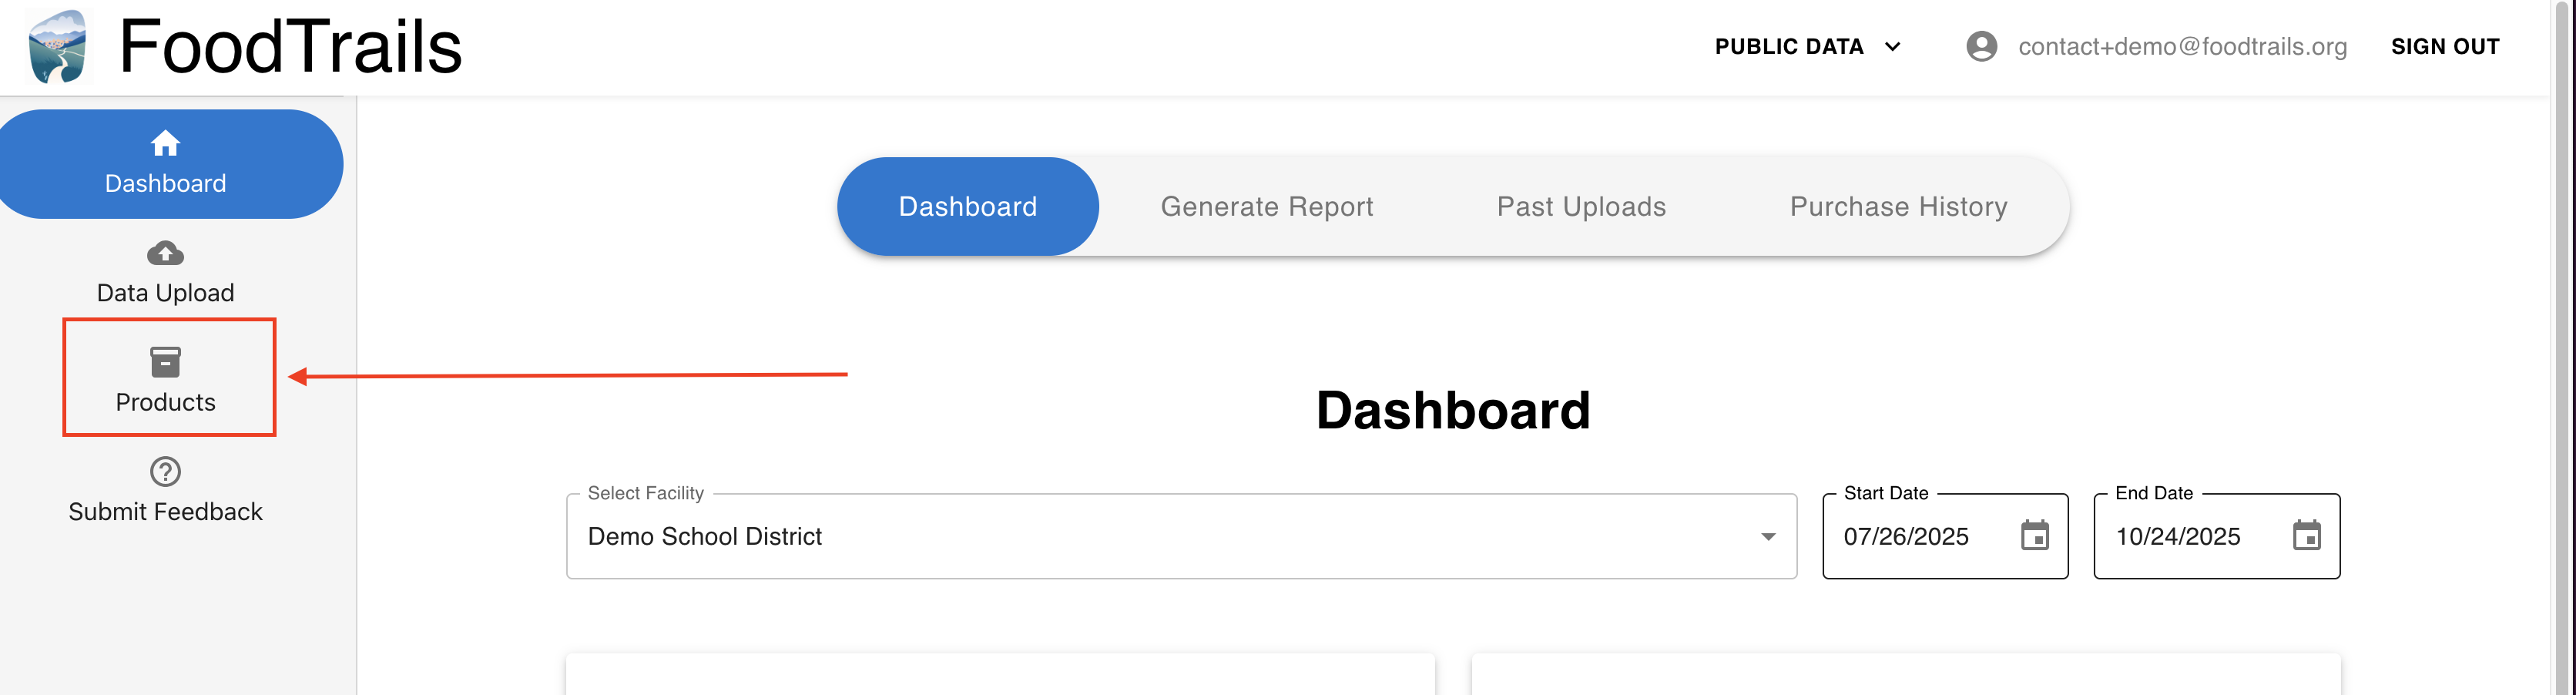 FoodTrails
PUBLIC DATA
contact+demo@foodtrails.org
SIGN OUT
Dashboard
Data Upload
Products
Submit Feedback
Dashboard
Generate Report
Past Uploads
Purchase History
Dashboard
Select Facility
Demo School District
Start Date
07/26/2025
End Date
10/24/2025